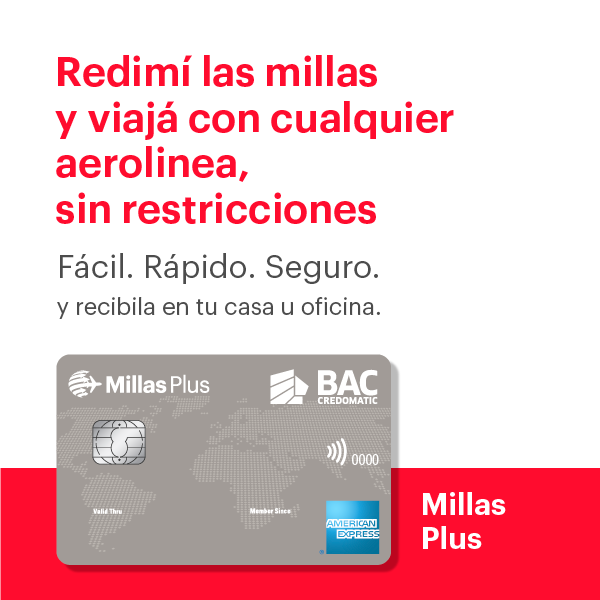 Redimí las millas
y viajá con cualquier
aerolinea,
sin restricciones
Fácil. Rápido. Seguro.
y recibila en tu casa u oficina.
Millas Plus
BAC
CREDOMATIC
0000
Valid Thru
Member Since
AMERICAN
EXPRESS
®
Millas
Plus